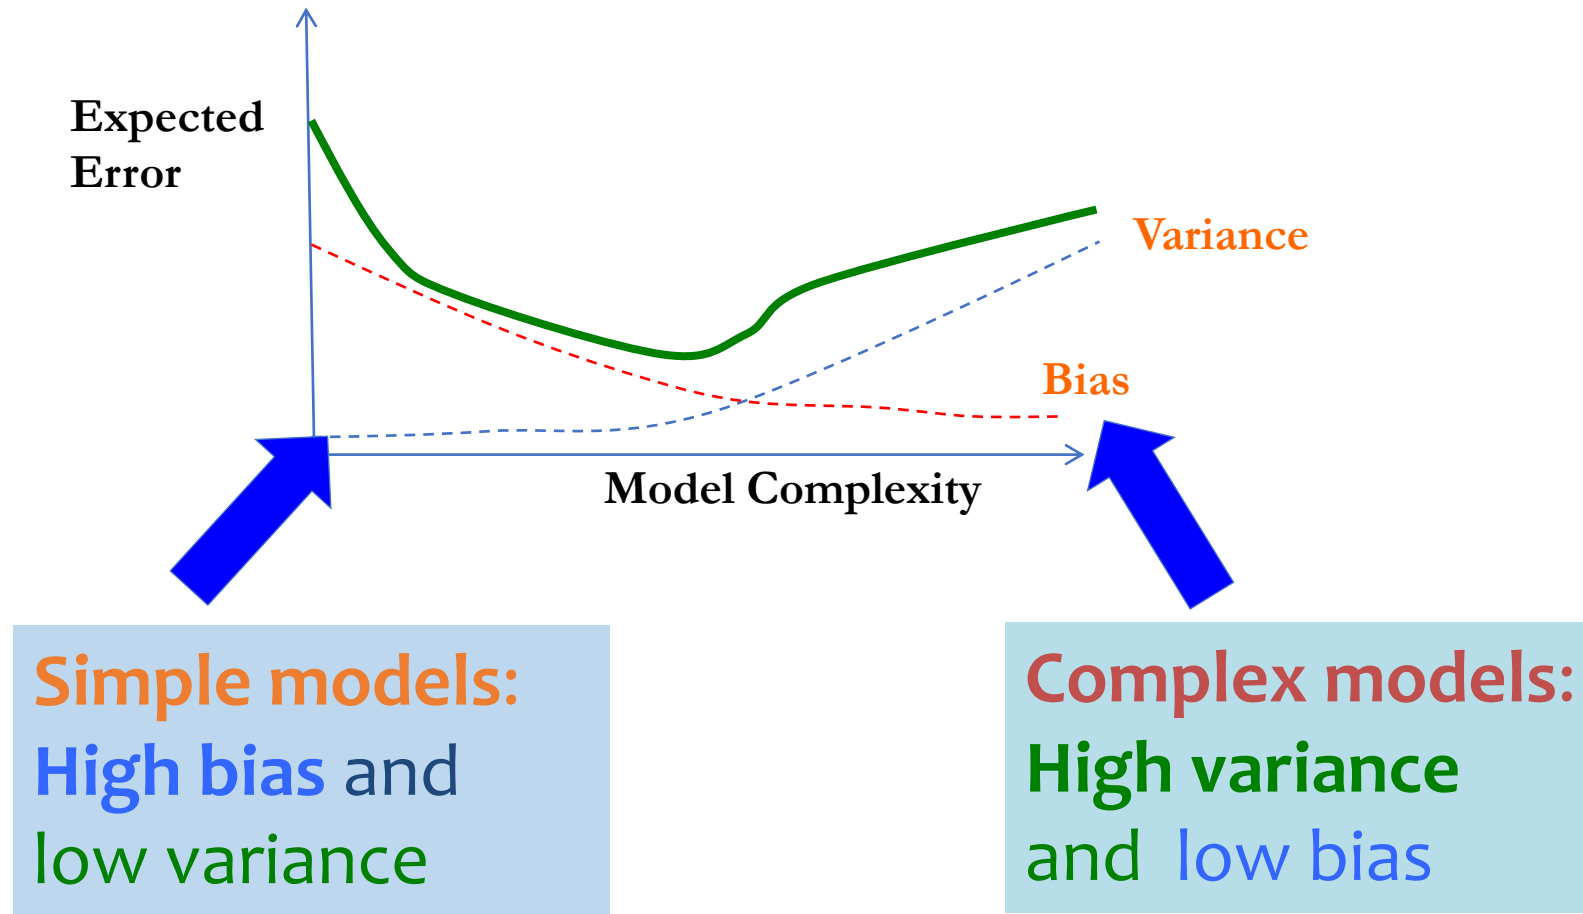 Expected
Error
Variance
Bias
Model Complexity
Simple models:
High bias and
low variance
Complex models:
High variance
and low bias